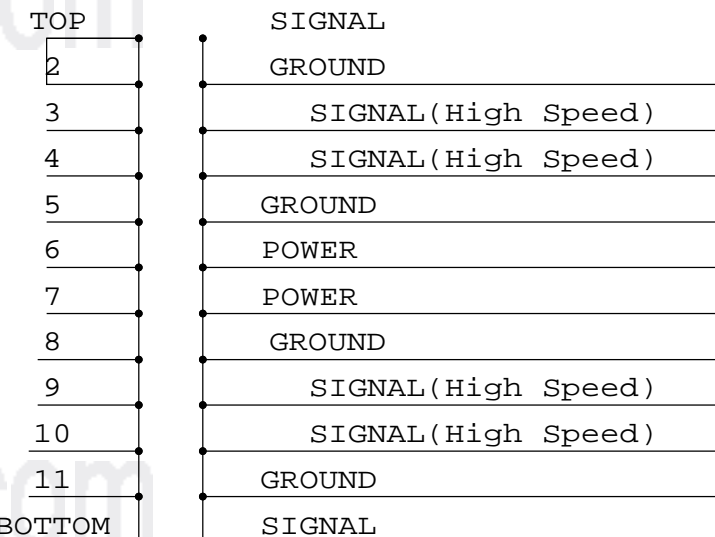 TOP SIGNAL
2 GROUND
3 SIGNAL(High Speed)
4 SIGNAL(High Speed)
5 GROUND
6 POWER
7 POWER
8 GROUND
9 SIGNAL(High Speed)
10 SIGNAL(High Speed)
11 GROUND
BOTTOM SIGNAL